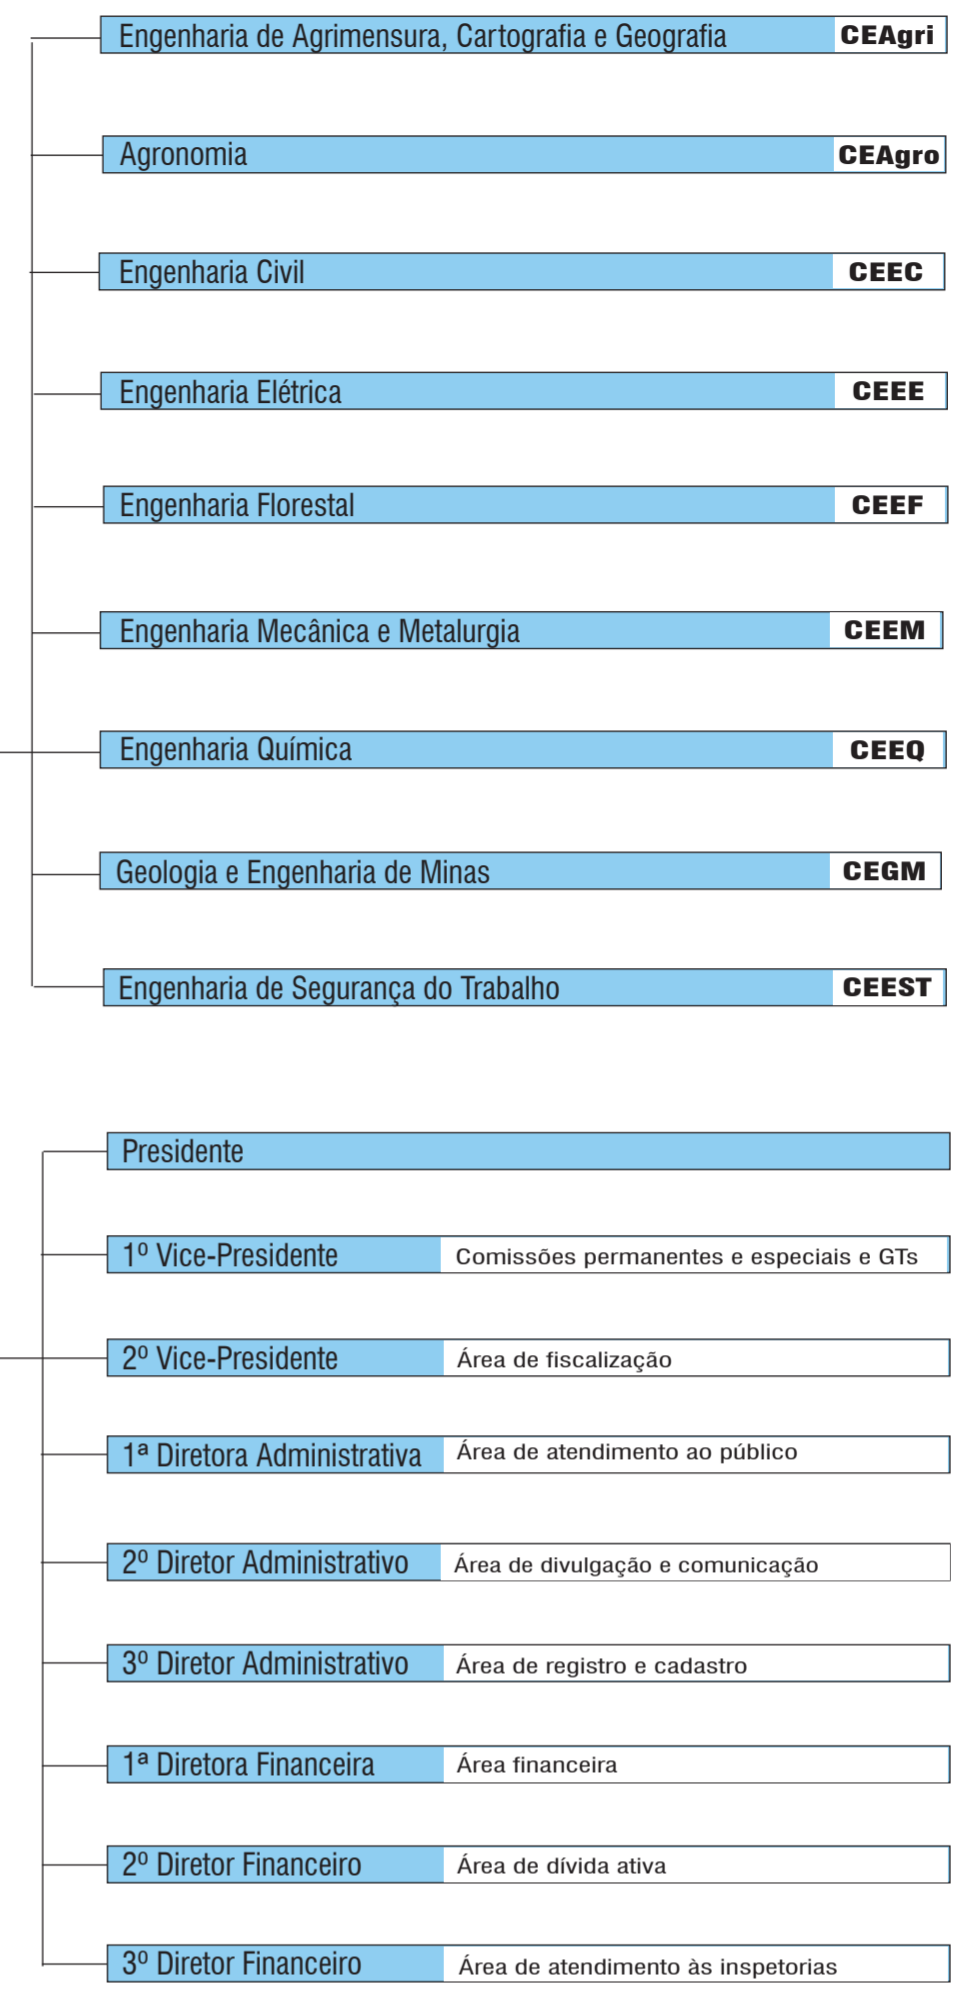 Engenharia de Agrimensura, Cartografia e Geografia CEAgri
Agronomia CEAgro
Engenharia Civil CEEC
Engenharia Elétrica CEEE
Engenharia Florestal CEEF
Engenharia Mecânica e Metalurgia CEEM
Engenharia Química CEEQ
Geologia e Engenharia de Minas CEGM
Engenharia de Segurança do Trabalho CEEST
Presidente
1º Vice-Presidente Comissões permanentes e especiais e GTs
2º Vice-Presidente Área de fiscalização
1ª Diretora Administrativa Área de atendimento ao público
2º Diretor Administrativo Área de divulgação e comunicação
3º Diretor Administrativo Área de registro e cadastro
1ª Diretora Financeira Área financeira
2º Diretor Financeiro Área de dívida ativa
3º Diretor Financeiro Área de atendimento às inspetorias